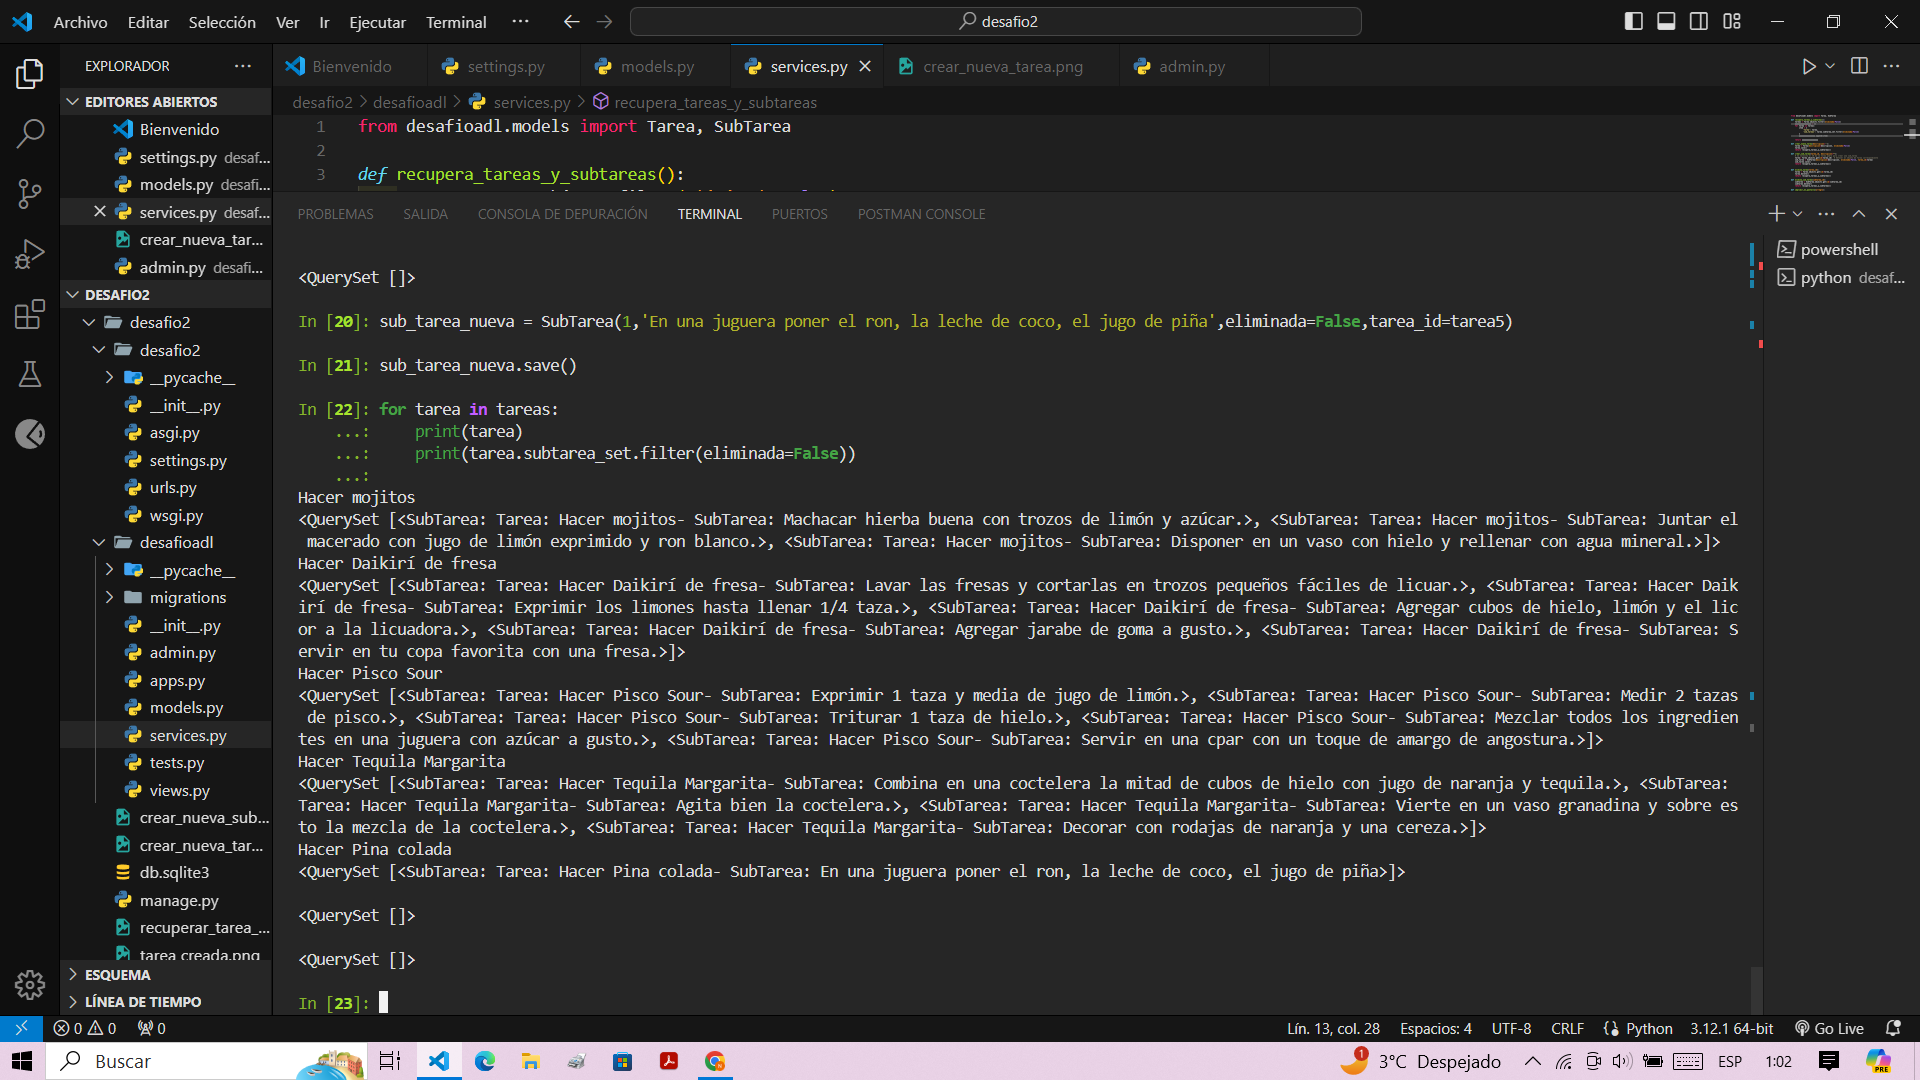 Archivo Editar Selección Ver Ir Ejecutar Terminal ··· desafio2
EXPLORADOR ···
Bienvenido settings.py models.py services.py crear_nueva_tarea.png admin.py
EDITORES ABIERTOS
Bienvenido
settings.py desaf...
models.py desafi...
services.py desaf...
crear_nueva_tar...
admin.py desafi...
DESAFIO2
desafio2
desafio2
__pycache__
__init__.py
asgi.py
settings.py
urls.py
wsgi.py
desafioadl
__pycache__
migrations
__init__.py
admin.py
apps.py
models.py
services.py
tests.py
views.py
crear_nueva_sub...
crear_nueva_tar...
db.sqlite3
manage.py
recuperar_tarea_...
tarea creada.png
ESQUEMA
LÍNEA DE TIEMPO
desafio2 > desafioadl > services.py > recupera_tareas_y_subtareas
1 from desafioadl.models import Tarea, SubTarea
2
3 def recupera_tareas_y_subtareas():
PROBLEMAS SALIDA CONSOLA DE DEPURACIÓN TERMINAL PUERTOS POSTMAN CONSOLE
powershell
python desaf...
<QuerySet []>
In [20]: sub_tarea_nueva = SubTarea(1,'En una juguera poner el ron, la leche de coco, el jugo de piña',eliminada=False,tarea_id=tarea5)
In [21]: sub_tarea_nueva.save()
In [22]: for tarea in tareas:
...: print(tarea)
...: print(tarea.subtarea_set.filter(eliminada=False))
...:
Hacer mojitos
<QuerySet [<SubTarea: Tarea: Hacer mojitos- SubTarea: Machacar hierba buena con trozos de limón y azúcar.>, <SubTarea: Tarea: Hacer mojitos- SubTarea: Juntar el
macerado con jugo de limón exprimido y ron blanco.>, <SubTarea: Tarea: Hacer mojitos- SubTarea: Disponer en un vaso con hielo y rellenar con agua mineral.>]>
Hacer Daikirí de fresa
<QuerySet [<SubTarea: Tarea: Hacer Daikirí de fresa- SubTarea: Lavar las fresas y cortarlas en trozos pequeños fáciles de licuar.>, <SubTarea: Tarea: Hacer Daik
irí de fresa- SubTarea: Exprimir los limones hasta llenar 1/4 taza.>, <SubTarea: Tarea: Hacer Daikirí de fresa- SubTarea: Agregar cubos de hielo, limón y el lic
or a la licuadora.>, <SubTarea: Tarea: Hacer Daikirí de fresa- SubTarea: Agregar jarabe de goma a gusto.>, <SubTarea: Tarea: Hacer Daikirí de fresa- SubTarea: S
ervir en tu copa favorita con una fresa.>]>
Hacer Pisco Sour
<QuerySet [<SubTarea: Tarea: Hacer Pisco Sour- SubTarea: Exprimir 1 taza y media de jugo de limón.>, <SubTarea: Tarea: Hacer Pisco Sour- SubTarea: Medir 2 tazas
de pisco.>, <SubTarea: Tarea: Hacer Pisco Sour- SubTarea: Triturar 1 taza de hielo.>, <SubTarea: Tarea: Hacer Pisco Sour- SubTarea: Mezclar todos los ingredien
tes en una juguera con azúcar a gusto.>, <SubTarea: Tarea: Hacer Pisco Sour- SubTarea: Servir en una cpar con un toque de amargo de angostura.>]>
Hacer Tequila Margarita
<QuerySet [<SubTarea: Tarea: Hacer Tequila Margarita- SubTarea: Combina en una coctelera la mitad de cubos de hielo con jugo de naranja y tequila.>, <SubTarea:
Tarea: Hacer Tequila Margarita- SubTarea: Agita bien la coctelera.>, <SubTarea: Tarea: Hacer Tequila Margarita- SubTarea: Vierte en un vaso granadina y sobre es
to la mezcla de la coctelera.>, <SubTarea: Tarea: Hacer Tequila Margarita- SubTarea: Decorar con rodajas de naranja y una cereza.>]>
Hacer Pina colada
<QuerySet [<SubTarea: Tarea: Hacer Pina colada- SubTarea: En una juguera poner el ron, la leche de coco, el jugo de piña>]>
<QuerySet []>
<QuerySet []>
In [23]:
0 0 0 Lín. 13, col. 28 Espacios: 4 UTF-8 CRLF Python 3.12.1 64-bit Go Live
Buscar 1 3°C Despejado ESP 1:02 PRE